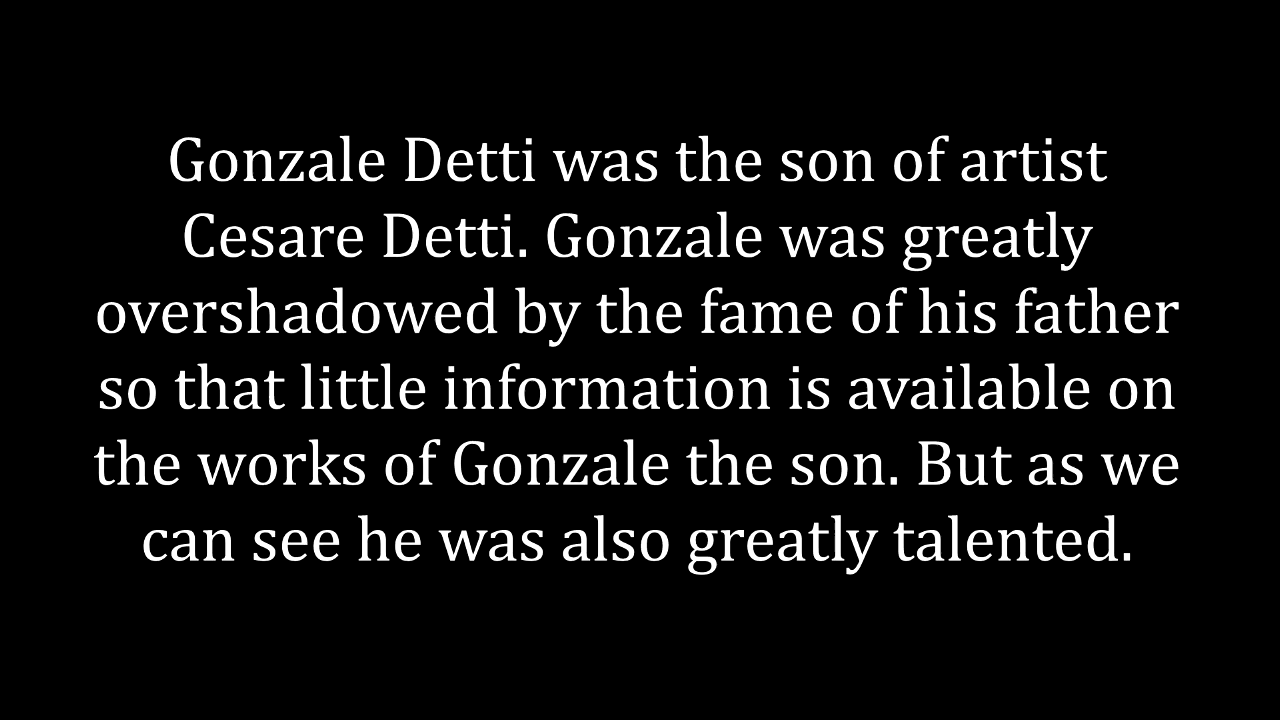 Gonzale Detti was the son of artist
Cesare Detti. Gonzale was greatly
overshadowed by the fame of his father
so that little information is available on
the works of Gonzale the son. But as we
can see he was also greatly talented.